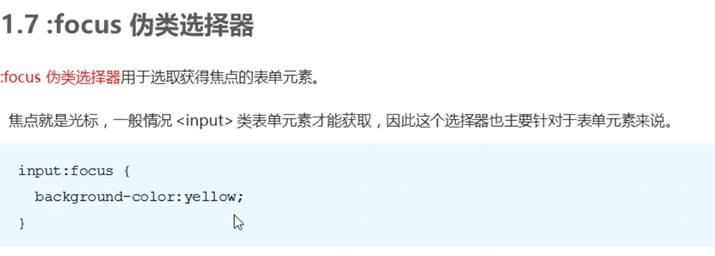 1.7 :focus 伪类选择器
:focus 伪类选择器用于选取获得焦点的表单元素。
焦点就是光标，一般情况 <input> 类表单元素才能获取，因此这个选择器也主要针对于表单元素来说。
input:focus {
background-color:yellow;
}